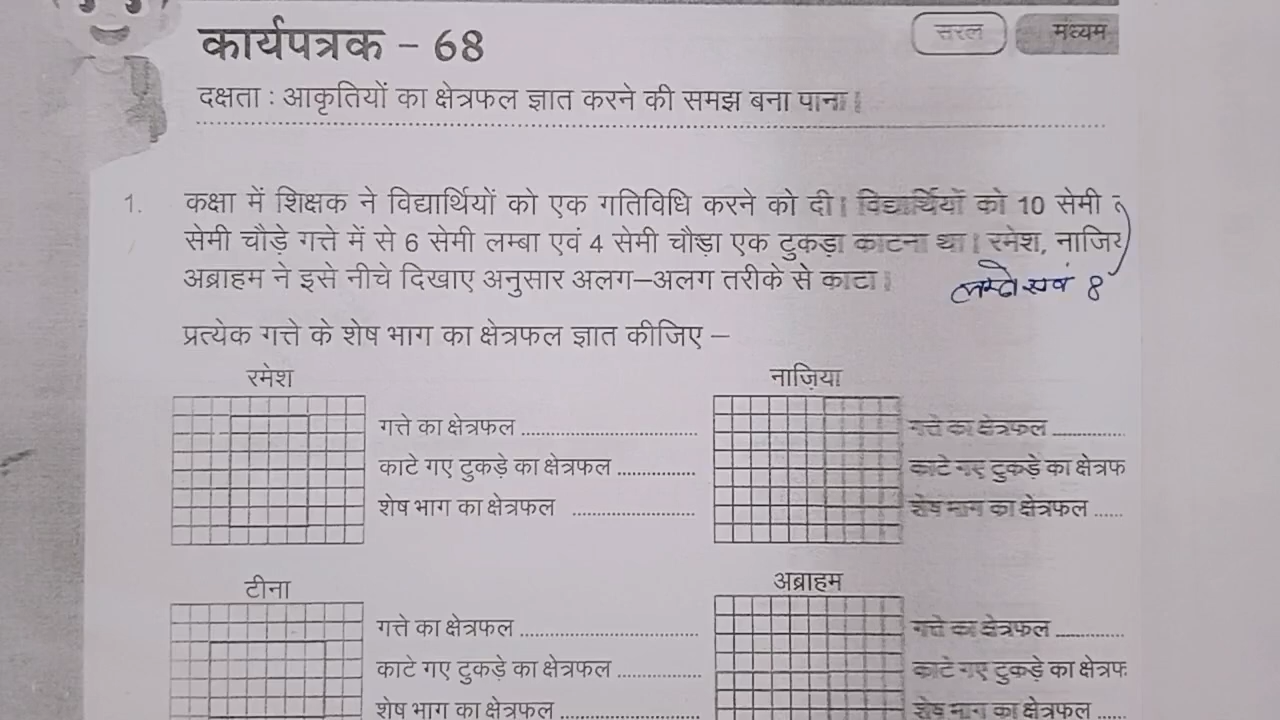 कार्यपत्रक – 68
सरल
मध्यम
दक्षता : आकृतियों का क्षेत्रफल ज्ञात करने की समझ बना पाना।
1. कक्षा में शिक्षक ने विद्यार्थियों को एक गतिविधि करने को दी। विद्यार्थियों को 10 सेमी
सेमी चौड़े गत्ते में से 6 सेमी लम्बा एवं 4 सेमी चौड़ा एक टुकड़ा काटना था। रमेश,
अब्राहम ने इसे नीचे दिखाए अनुसार अलग–अलग तरीके से काटा।
एवं 8
प्रत्येक गत्ते के शेष भाग का क्षेत्रफल ज्ञात कीजिए –
रमेश
नाज़िया
गत्ते का क्षेत्रफल ..............................
गत्ते का क्षेत्रफल .............
काटे गए टुकड़े का क्षेत्रफल ..............
काटे गए टुकड़े का
शेष भाग का क्षेत्रफल ......................
शेष भाग का क्षेत्रफल ......
टीना
अब्राहम
गत्ते का क्षेत्रफल ..............................
गत्ते का क्षेत्रफल ............
काटे गए टुकड़े का क्षेत्रफल ...............
काटे गए टुकड़े का
शेष भाग का क्षेत्रफल .........................
शेष भाग का क्षेत्रफल ......